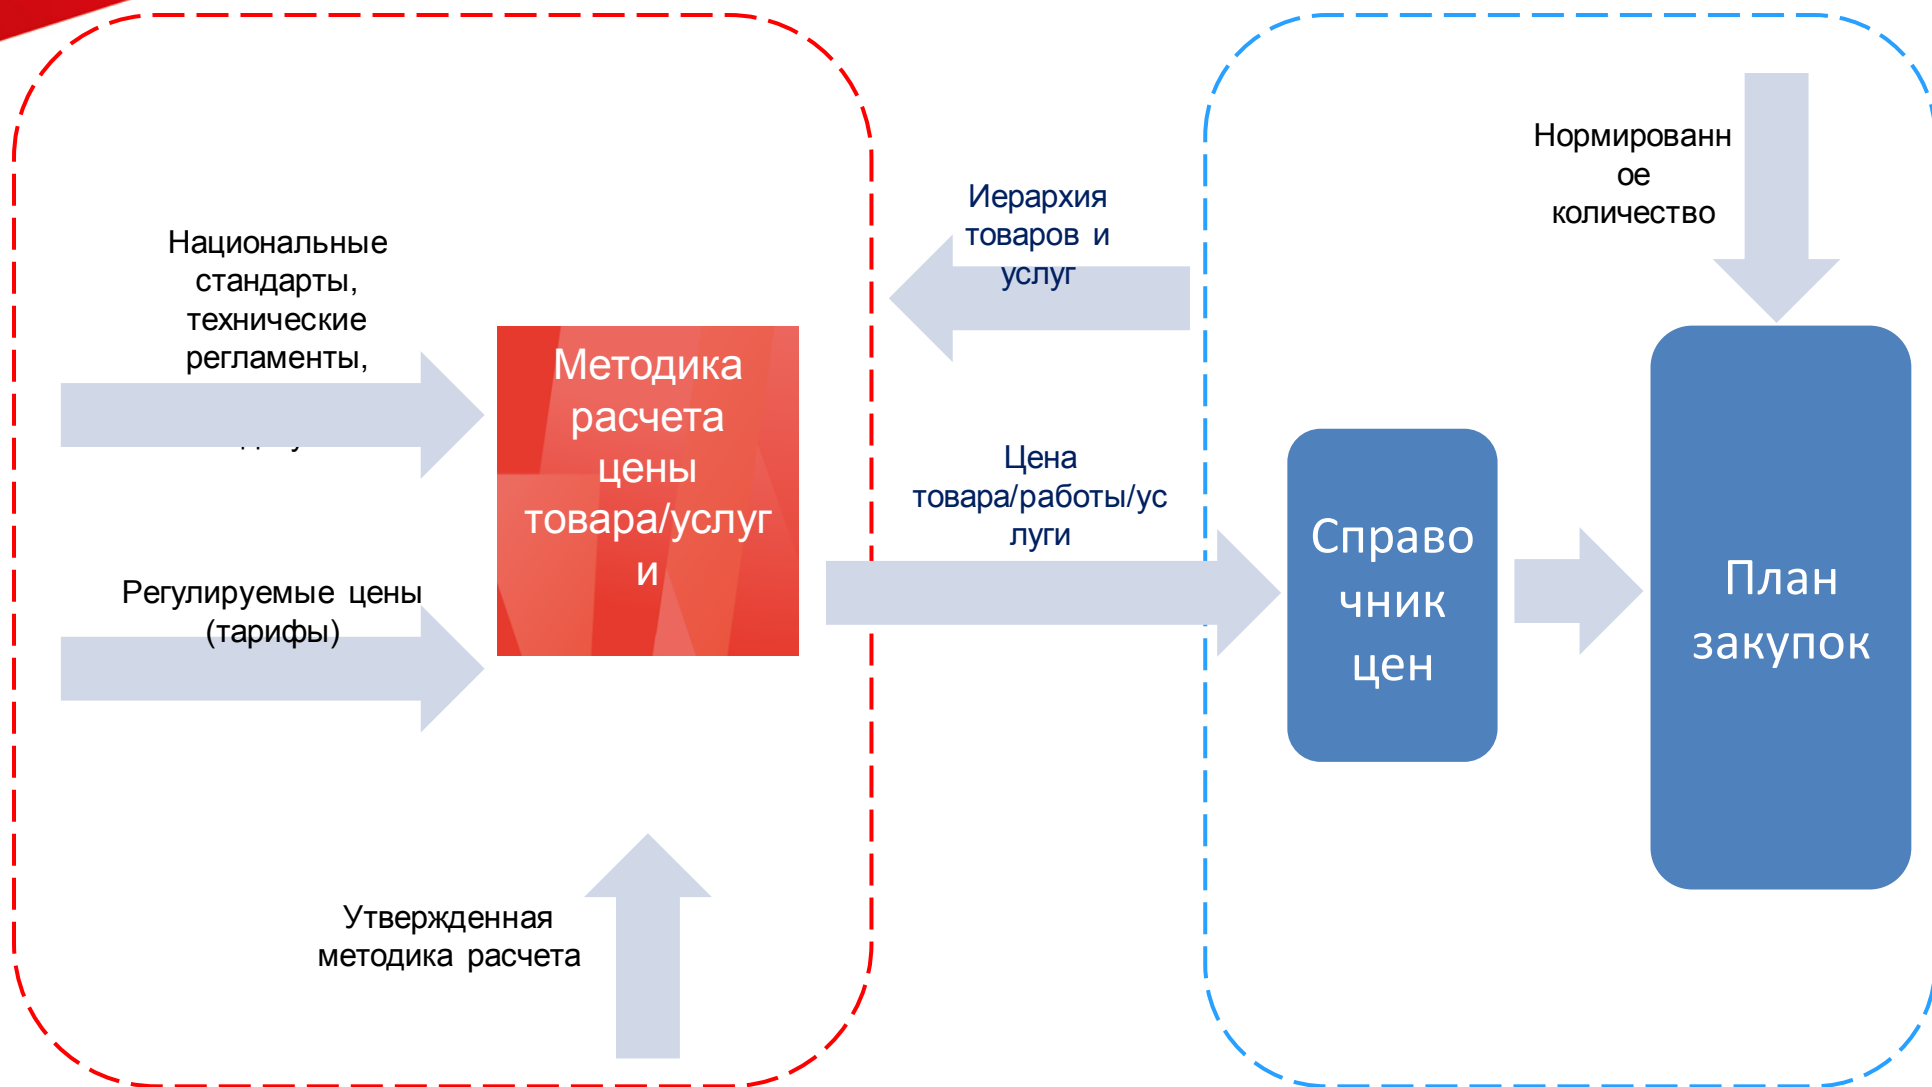 Национальные
стандарты,
технические
регламенты,
Регулируемые цены
(тарифы)
Утвержденная
методика расчета
Методика
расчета
цены
товара/услуг
и
Иерархия
товаров и
услуг
Цена
товара/работы/ус
луги
Нормированн
ое
количество
Справо
чник
цен
План
закупок